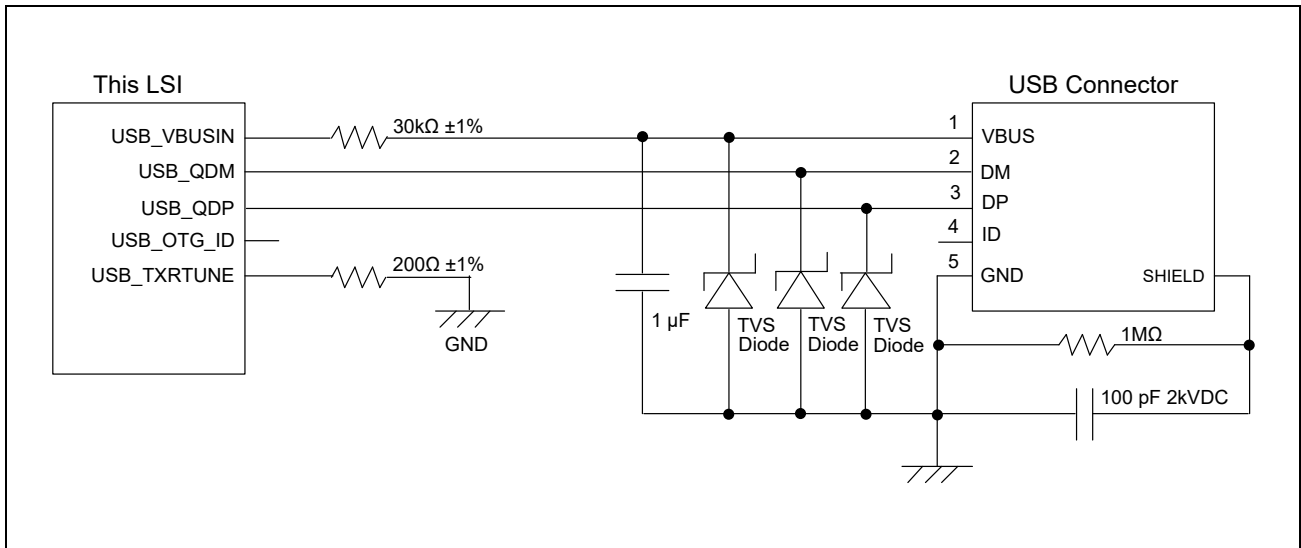 This LSI
USB_VBUSIN
USB_QDM
USB_QDP
USB_OTG_ID
USB_TXRTUNE
30kΩ ±1%
200Ω ±1%
GND
1 µF
TVS
Diode
TVS
Diode
TVS
Diode
USB Connector
1
VBUS
2
DM
3
DP
4
ID
5
GND
SHIELD
1MΩ
100 pF 2kVDC